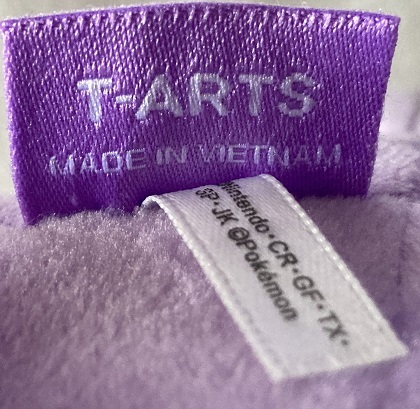 T-ARTS
MADE IN VIETNAM
Nintendo・CR・GF・TX・
SP・JK ©Pokémon